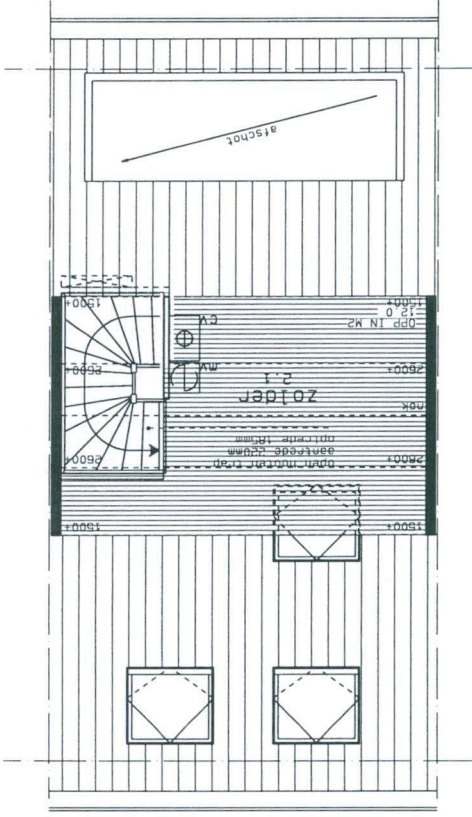 1500+ 1500+
open houten trap
aantrede 220mm
optrede 185mm
2600+ 2600+
nok
zolder
2.1
mv
2600+ 2600+
OPP IN M2
12.0
CV
1500+ 1500+
afschot